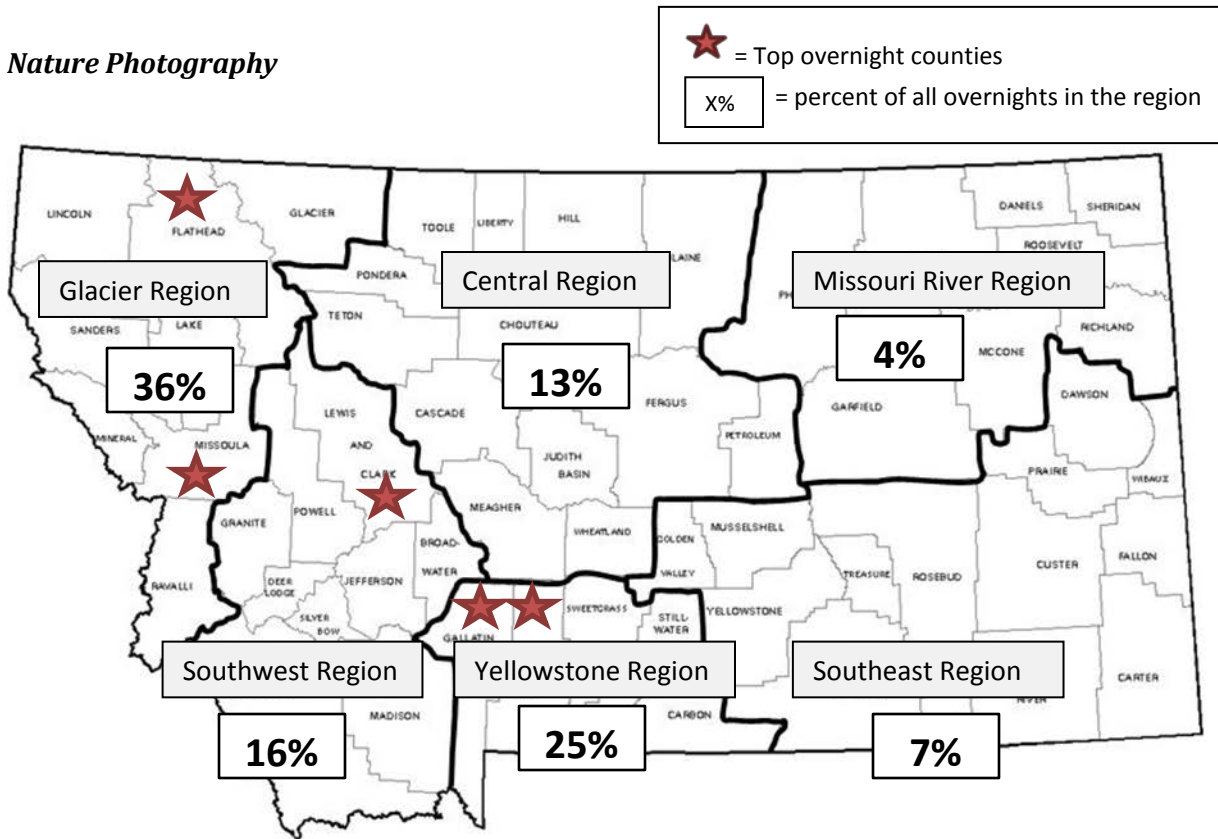 Nature Photography
= Top overnight counties
X%
= percent of all overnights in the region
LINCOLN
FLATHEAD
GLACIER
TOOLE
LIBERTY
HILL
LAINE
DANIELS
SHERIDAN
ROOSEVELT
PONDERA
Glacier Region
Central Region
Missouri River Region
PH
SANDERS
LAKE
TETON
CHOUTEAU
RICHLAND
36%
13%
4%
MCCONE
LEWIS
AND
CLARK
CASCADE
FERGUS
GARFIELD
DAWSON
MINERAL
MISSOULA
JUDITH
BASIN
PETROLEUM
PRAIRIE
WIBAUX
GRANITE
POWELL
MEAGHER
WHEATLAND
GOLDEN
VALLEY
MUSSELSHELL
BROAD-
WATER
JEFFERSON
DEER
LODGE
SILVER
BOW
RAVALLI
TREASURE
ROSEBUD
CUSTER
FALLON
GALLATIN
SWEETGRASS
STILL-
WATER
YELLOWSTONE
Southwest Region
Yellowstone Region
Southeast Region
MADISON
CARBON
RIVER
CARTER
16%
25%
7%